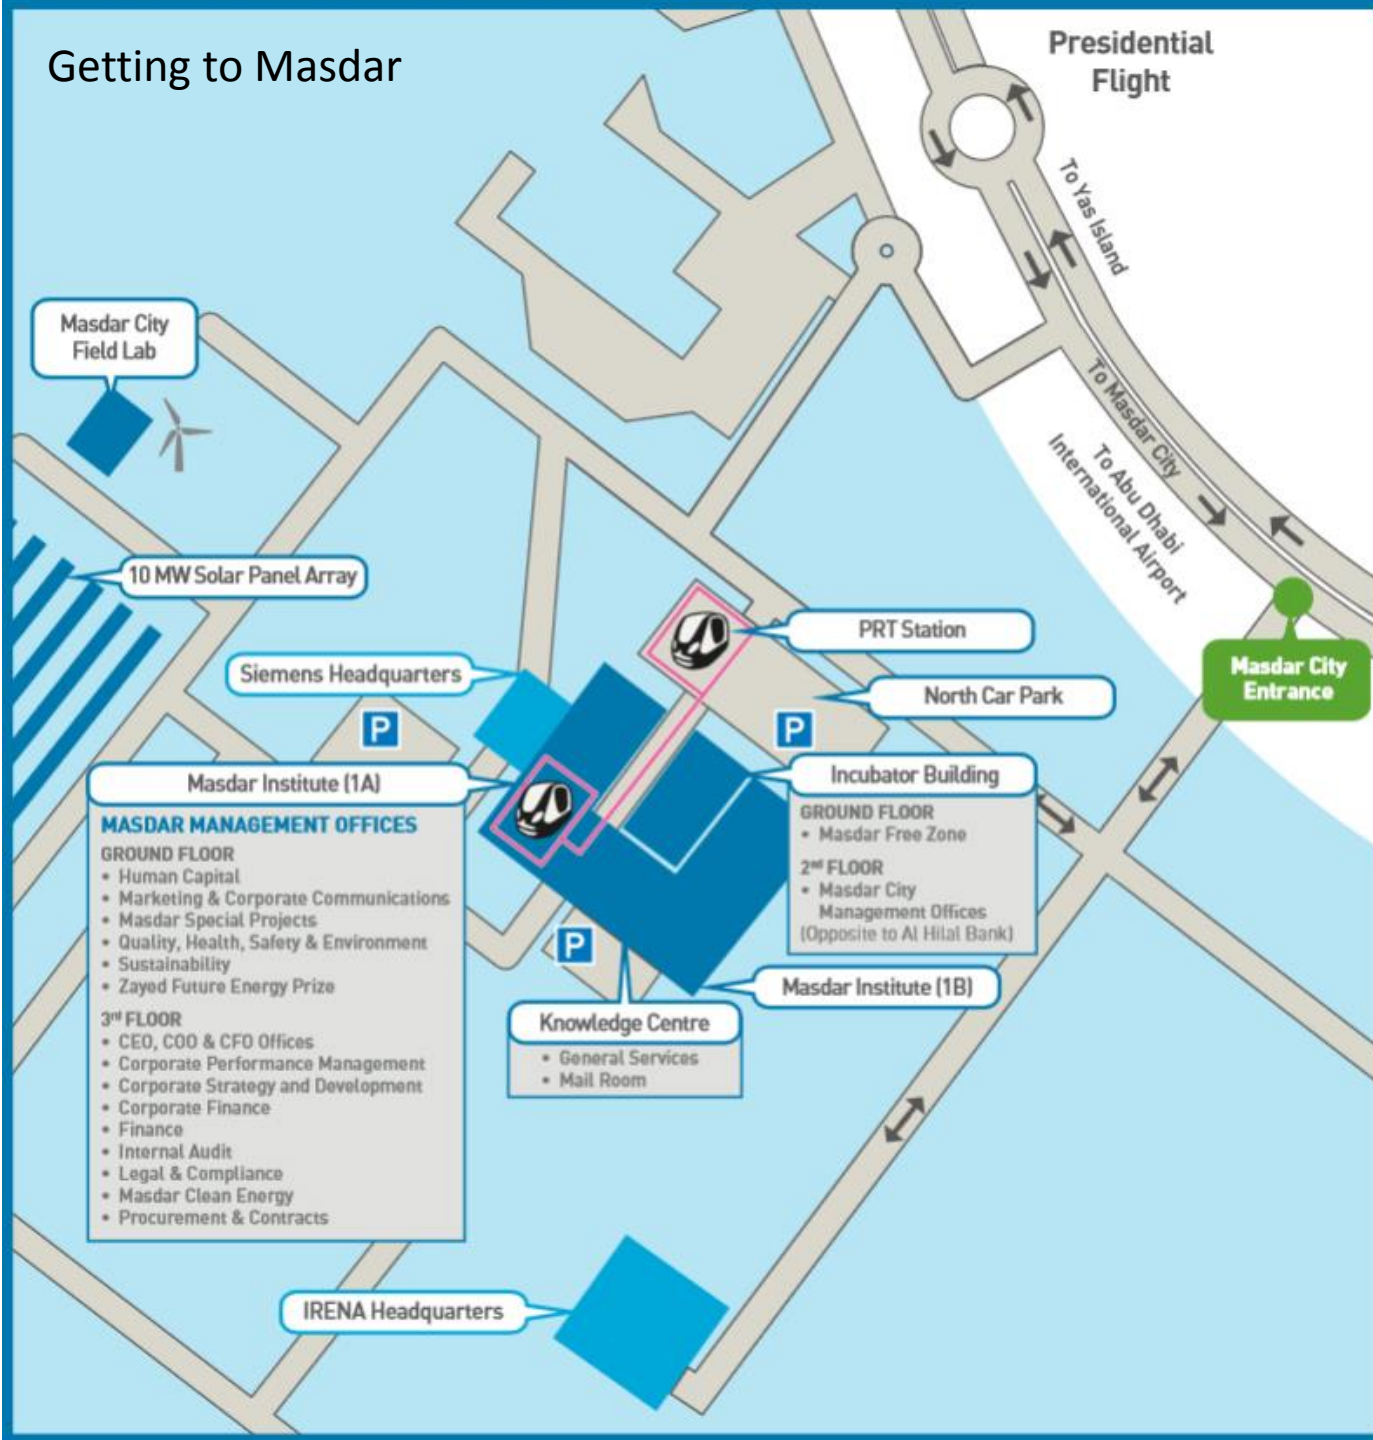 Getting to Masdar
Presidential
Flight
To Yas Island
Masdar City
Field Lab
To Masdar City
To Abu Dhabi
International Airport
10 MW Solar Panel Array
PRT Station
Siemens Headquarters
Masdar City
Entrance
North Car Park
P
P
Masdar Institute (1A)
MASDAR MANAGEMENT OFFICES
GROUND FLOOR
• Human Capital
• Marketing & Corporate Communications
• Masdar Special Projects
• Quality, Health, Safety & Environment
• Sustainability
• Zayed Future Energy Prize
3rd FLOOR
• CEO, COO & CFO Offices
• Corporate Performance Management
• Corporate Strategy and Development
• Corporate Finance
• Finance
• Internal Audit
• Legal & Compliance
• Masdar Clean Energy
• Procurement & Contracts
Incubator Building
GROUND FLOOR
• Masdar Free Zone
2nd FLOOR
• Masdar City
Management Offices
(Opposite to Al Hilal Bank)
P
Masdar Institute (1B)
Knowledge Centre
• General Services
• Mail Room
IRENA Headquarters